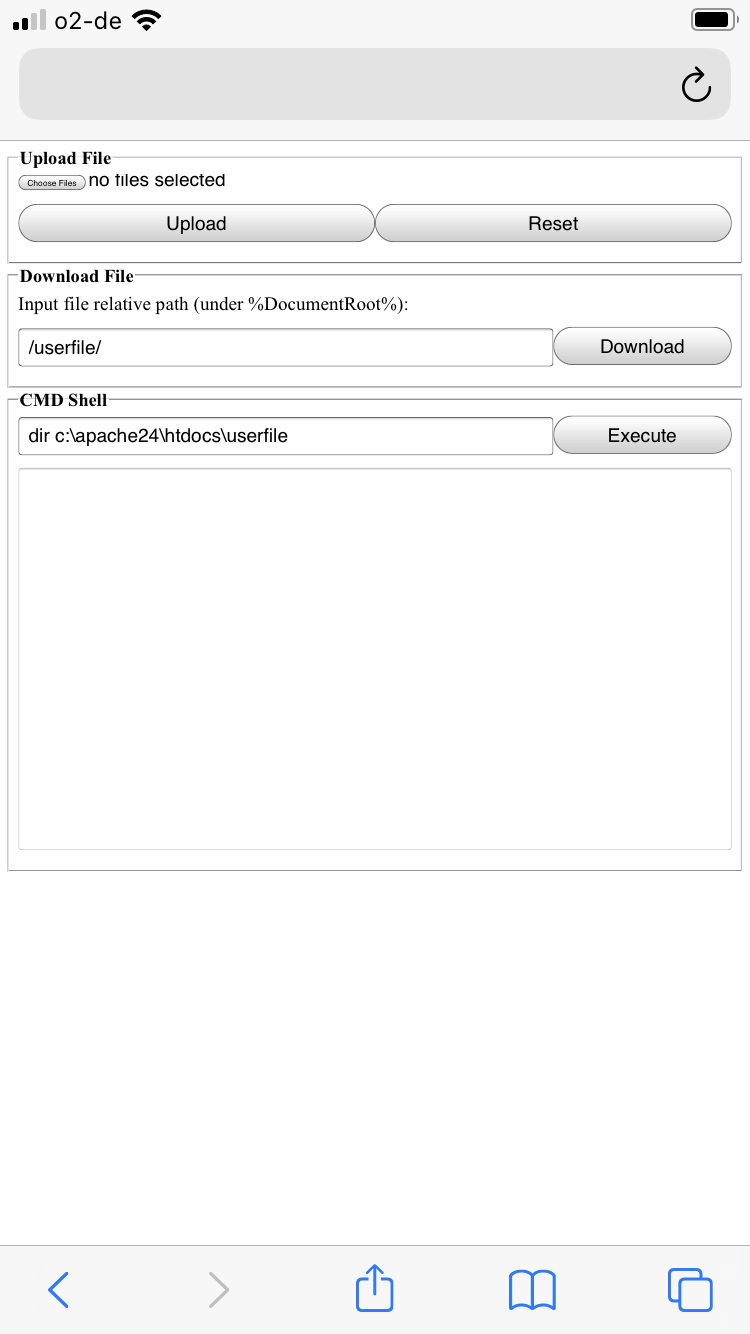 o2-de
Upload File
Choose Files no files selected
Upload Reset
Download File
Input file relative path (under %DocumentRoot%):
/userfile/ Download
CMD Shell
dir c:\apache24\htdocs\userfile Execute